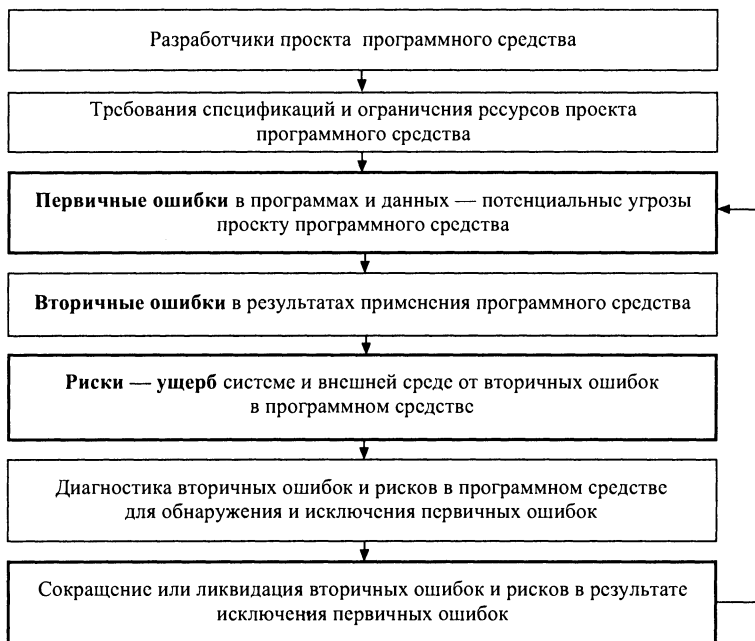 Разработчики проекта программного средства
Требования спецификаций и ограничения ресурсов проекта
программного средства
Первичные ошибки в программах и данных — потенциальные угрозы
проекту программного средства
Вторичные ошибки в результатах применения программного средства
Риски — ущерб системе и внешней среде от вторичных ошибок
в программном средстве
Диагностика вторичных ошибок и рисков в программном средстве
для обнаружения и исключения первичных ошибок
Сокращение или ликвидация вторичных ошибок и рисков в результате
исключения первичных ошибок